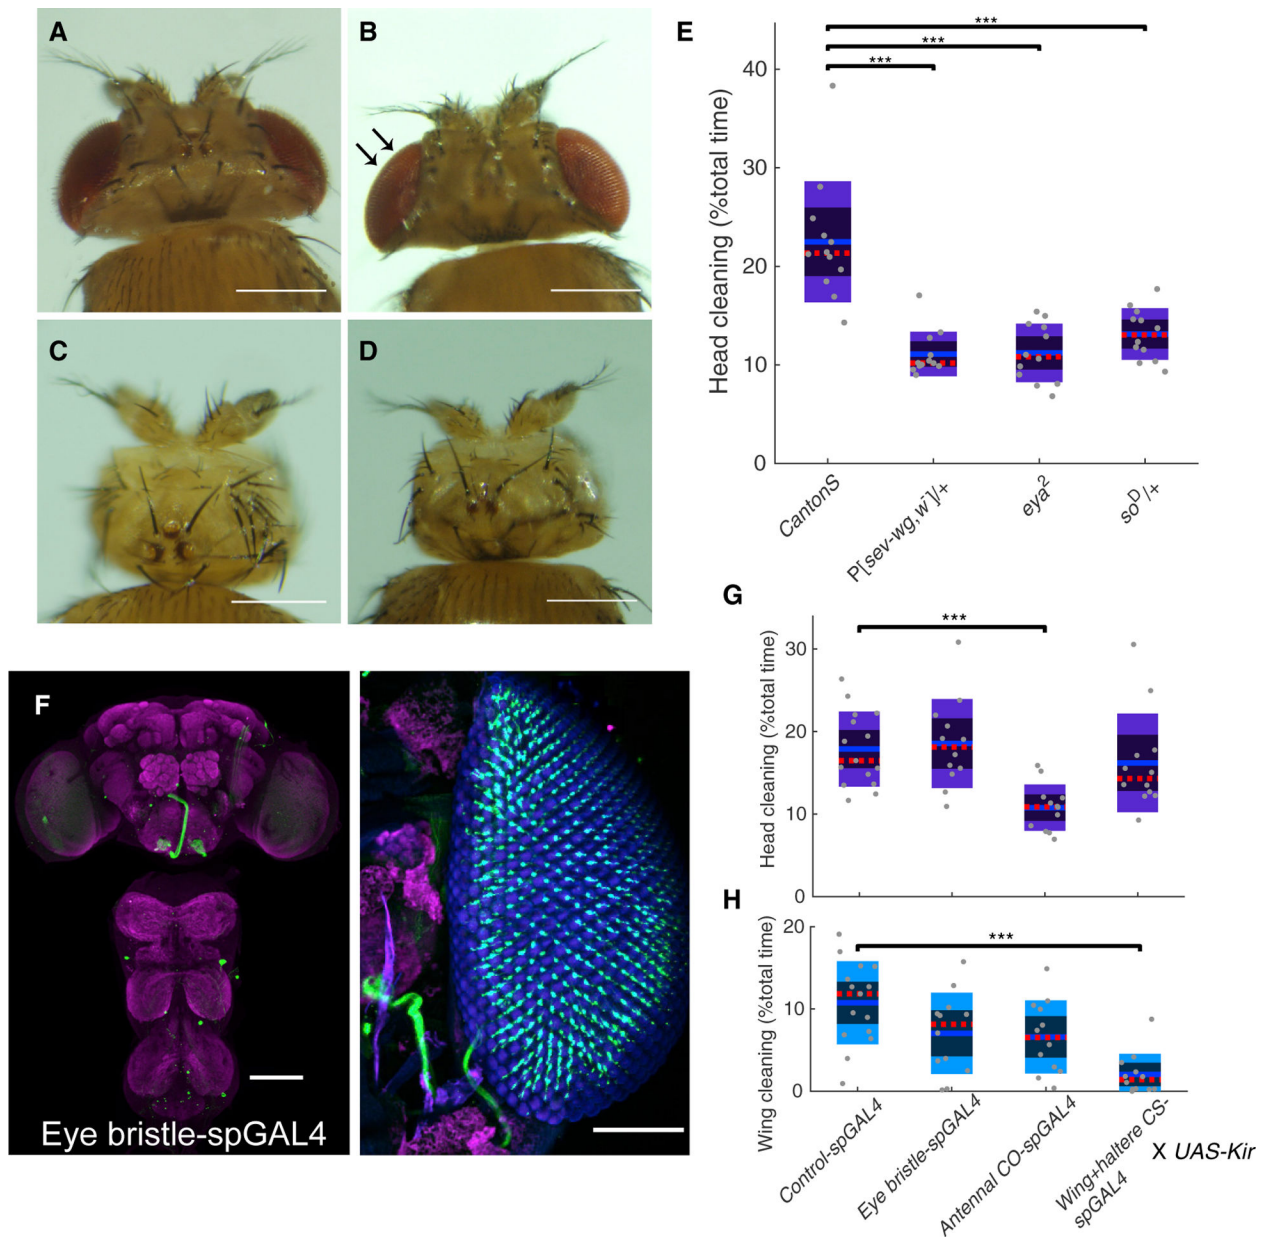 A
B
C
D
E
***
***
***
Head cleaning (%total time)
40
30
20
10
0
CantonS
P[sev-wg, w-]/+
eya2
soD/+
F
Eye bristle-spGAL4
G
***
Head cleaning (%total time)
30
20
10
0
H
***
Wing cleaning (%total time)
20
10
0
Control-spGAL4
Eye bristle-spGAL4
Antennal CO-spGAL4
Wing+haltere CS-
spGAL4
X UAS-Kir